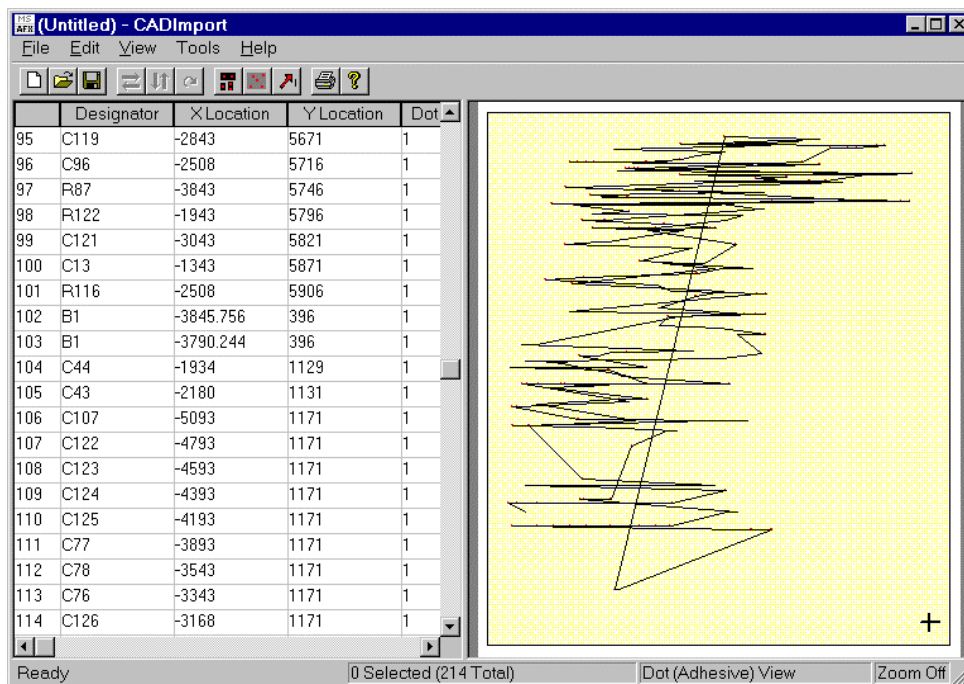 MS AFX (Untitled) - CADImport
File Edit View Tools Help
Designator X Location Y Location Dot
95 C119 -2843 5671 1
96 C96 -2508 5716 1
97 R87 -3843 5746 1
98 R122 -1943 5796 1
99 C121 -3043 5821 1
100 C13 -1343 5871 1
101 R116 -2508 5906 1
102 B1 -3845.756 396 1
103 B1 -3790.244 396 1
104 C44 -1934 1129 1
105 C43 -2180 1131 1
106 C107 -5093 1171 1
107 C122 -4793 1171 1
108 C123 -4593 1171 1
109 C124 -4393 1171 1
110 C125 -4193 1171 1
111 C77 -3893 1171 1
112 C78 -3543 1171 1
113 C76 -3343 1171 1
114 C126 -3168 1171 1
Ready 0 Selected (214 Total) Dot (Adhesive) View Zoom Off